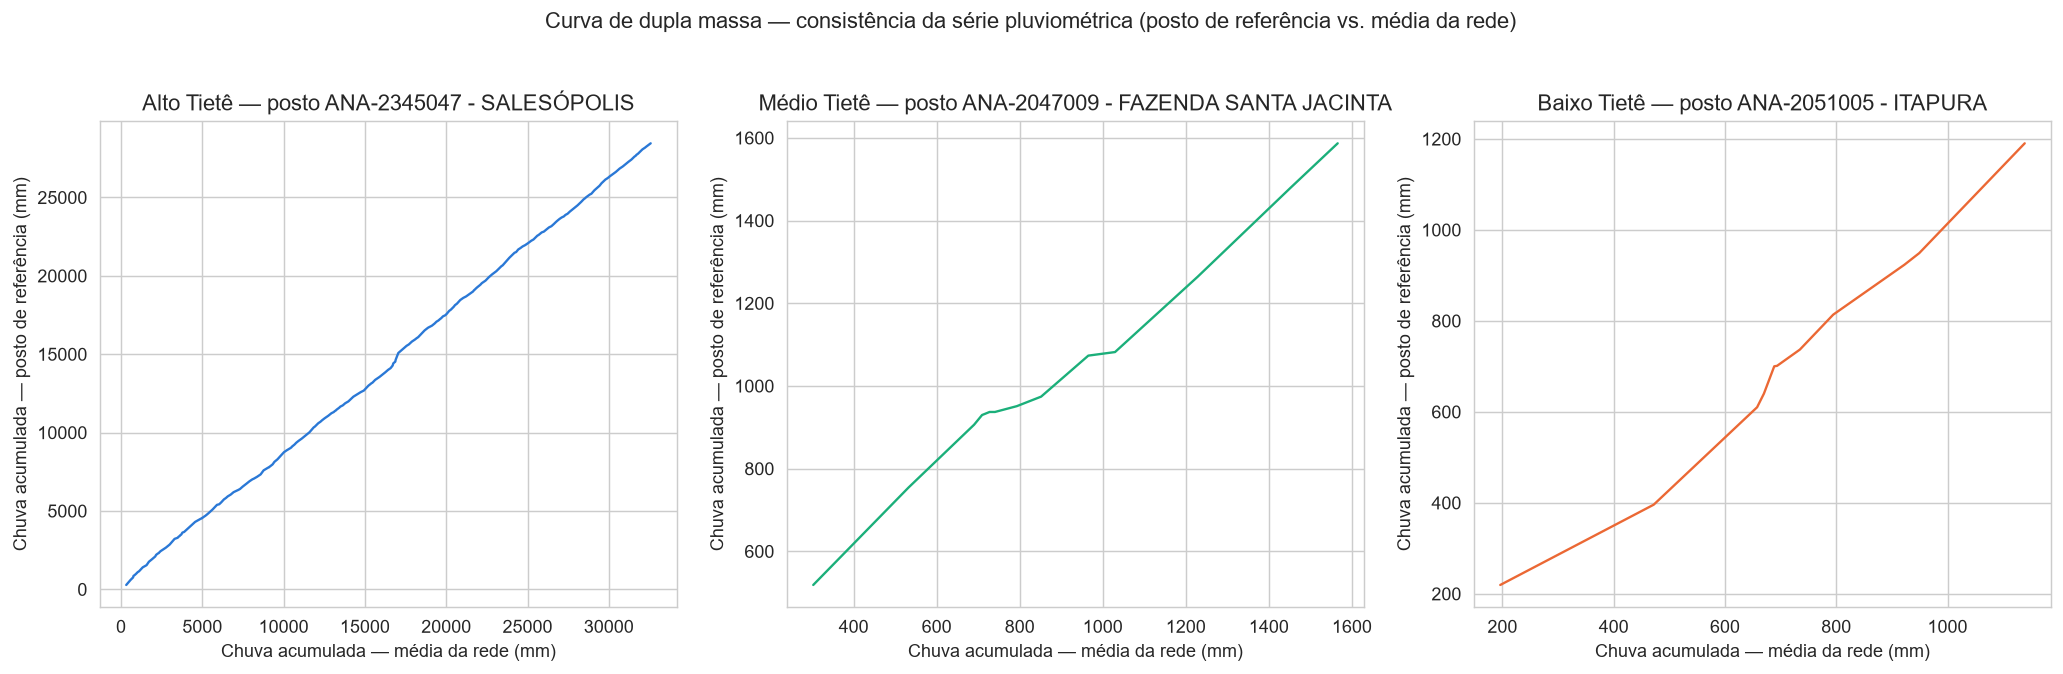 Curva de dupla massa — consistência da série pluviométrica (posto de referência vs. média da rede)
Alto Tietê — posto ANA-2345047 - SALESÓPOLIS
Chuva acumulada — posto de referência (mm)
25000
20000
15000
10000
5000
0
0 5000 10000 15000 20000 25000 30000
Chuva acumulada — média da rede (mm)
Médio Tietê — posto ANA-2047009 - FAZENDA SANTA JACINTA
Chuva acumulada — posto de referência (mm)
1600
1400
1200
1000
800
600
400 600 800 1000 1200 1400 1600
Chuva acumulada — média da rede (mm)
Baixo Tietê — posto ANA-2051005 - ITAPURA
Chuva acumulada — posto de referência (mm)
1200
1000
800
600
400
200
200 400 600 800 1000
Chuva acumulada — média da rede (mm)